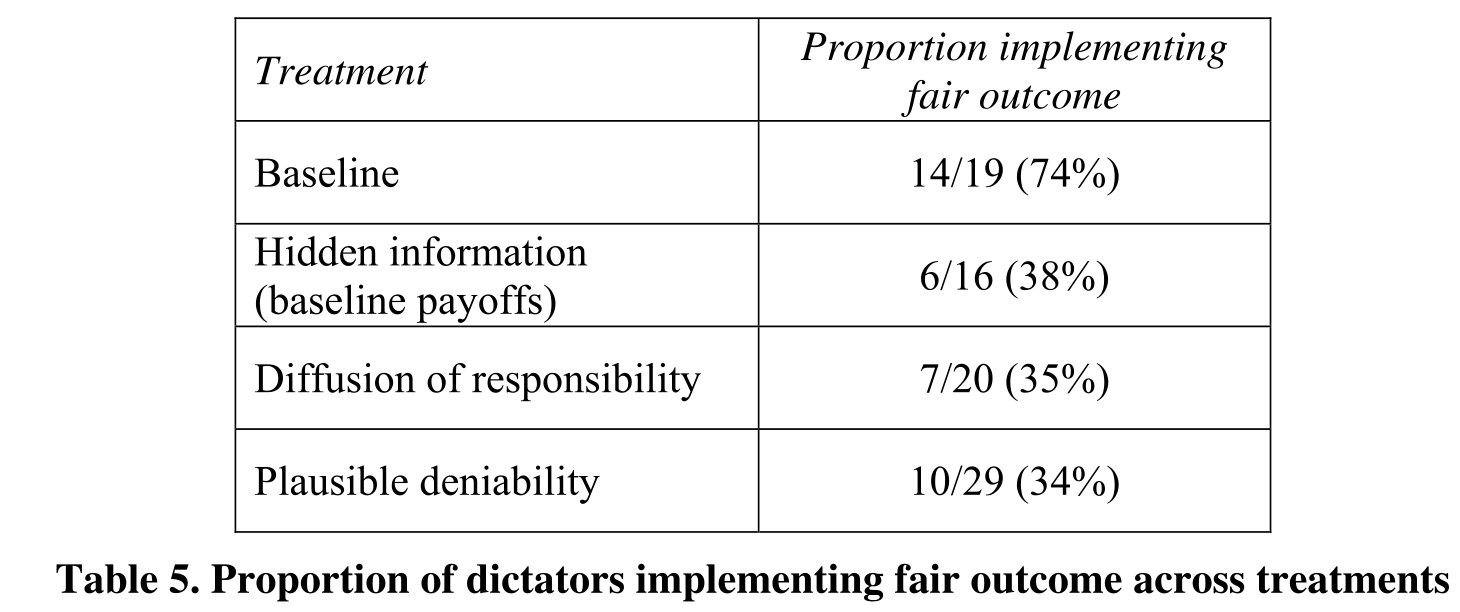 Treatment
Proportion implementing
fair outcome
Baseline
14/19 (74%)
Hidden information
(baseline payoffs)
6/16 (38%)
Diffusion of responsibility
7/20 (35%)
Plausible deniability
10/29 (34%)
Table 5. Proportion of dictators implementing fair outcome across treatments